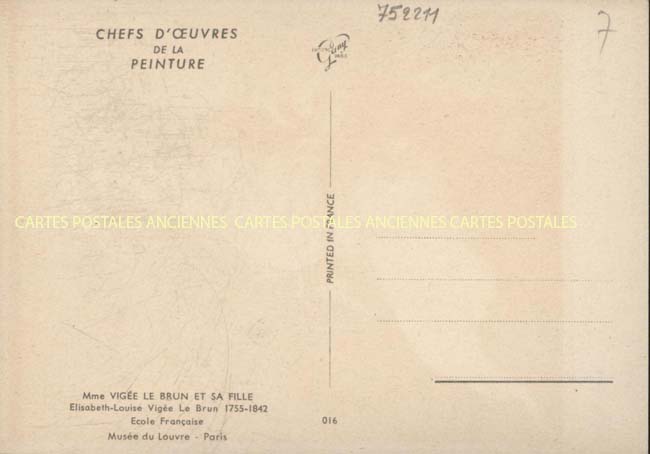 CHEFS D'ŒUVRES
DE LA
PEINTURE
752211
7
PRINTED IN FRANCE
CARTES POSTALES ANCIENNES CARTES POSTALES ANCIENNES CARTES POSTALES
Mme VIGÉE LE BRUN ET SA FILLE
Elisabeth-Louise Vigée Le Brun 1755-1842
Ecole Française
Musée du Louvre - Paris
016